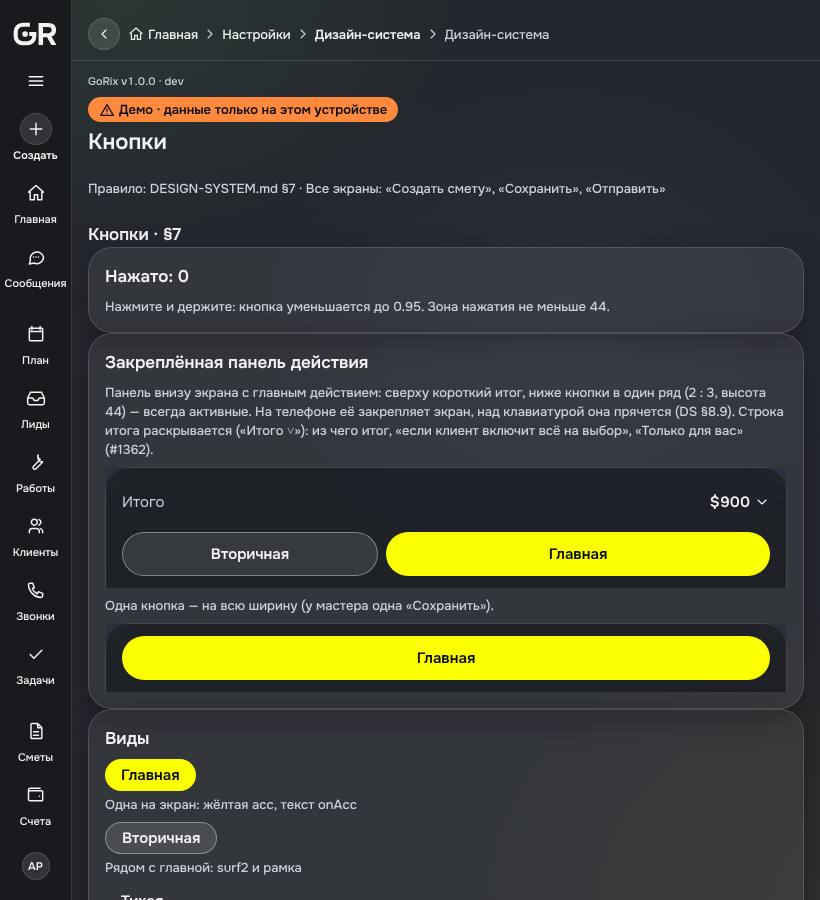 GR
Главная
Настройки
Дизайн-система
Дизайн-система
GoRix v1.0.0 · dev
Демо · данные только на этом устройстве
Кнопки
Правило: DESIGN-SYSTEM.md §7 · Все экраны: «Создать смету», «Сохранить», «Отправить»
Кнопки · §7
Нажато: 0
Нажмите и держите: кнопка уменьшается до 0.95. Зона нажатия не меньше 44.
Закреплённая панель действия
Панель внизу экрана с главным действием: сверху короткий итог, ниже кнопки в один ряд (2 : 3, высота
44) — всегда активные. На телефоне её закрепляет экран, над клавиатурой она прячется (DS §8.9). Строка
итога раскрывается («Итого ˅»): из чего итог, «если клиент включит всё на выбор», «Только для вас»
(#1362).
Итого
$900
Вторичная
Главная
Одна кнопка — на всю ширину (у мастера одна «Сохранить»).
Главная
Виды
Главная
Одна на экран: жёлтая acc, текст onAcc
Вторичная
Рядом с главной: surf2 и рамка
Тихая
Создать
Главная
Сообщения
План
Лиды
Работы
Клиенты
Звонки
Задачи
Сметы
Счета
AP